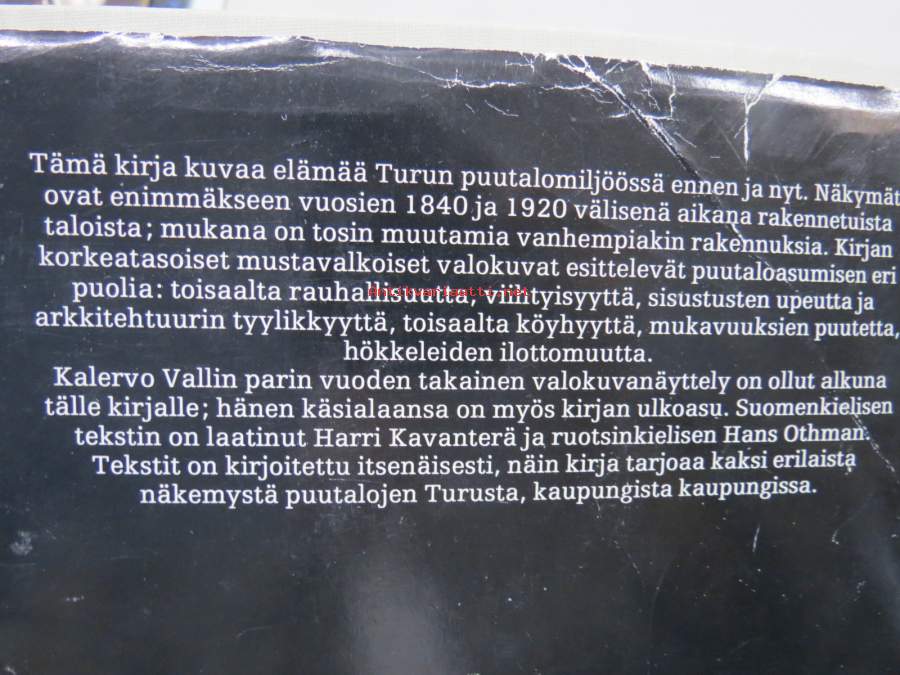 Tämä kirja kuvaa elämää Turun puutalomiljöössä ennen ja nyt. Näkymät
ovat enimmäkseen vuosien 1840 ja 1920 välisenä aikana rakennetuista
taloista; mukana on tosin muutamia vanhempiakin rakennuksia. Kirjan
korkeatasoiset mustavalkoiset valokuvat esittelevät puutaloasumisen eri
puolia: toisaalta sisustusten upeutta ja
Antikvariaatti.net
arkkitehtuurin tyylikkyyttä, toisaalta köyhyyttä, mukavuuksien puutetta,
hökkeleiden ilottomuutta.
Kalervo Vallin parin vuoden takainen valokuvanäyttely on ollut alkuna
tälle kirjalle; hänen käsialaansa on myös kirjan ulkoasu. Suomenkielisen
tekstin on laatinut Harri Kavanterä ja ruotsinkielisen Hans Othman.
Tekstit on kirjoitettu itsenäisesti, näin kirja tarjoaa kaksi erilaista
näkemystä puutalojen Turusta, kaupungista kaupungissa.